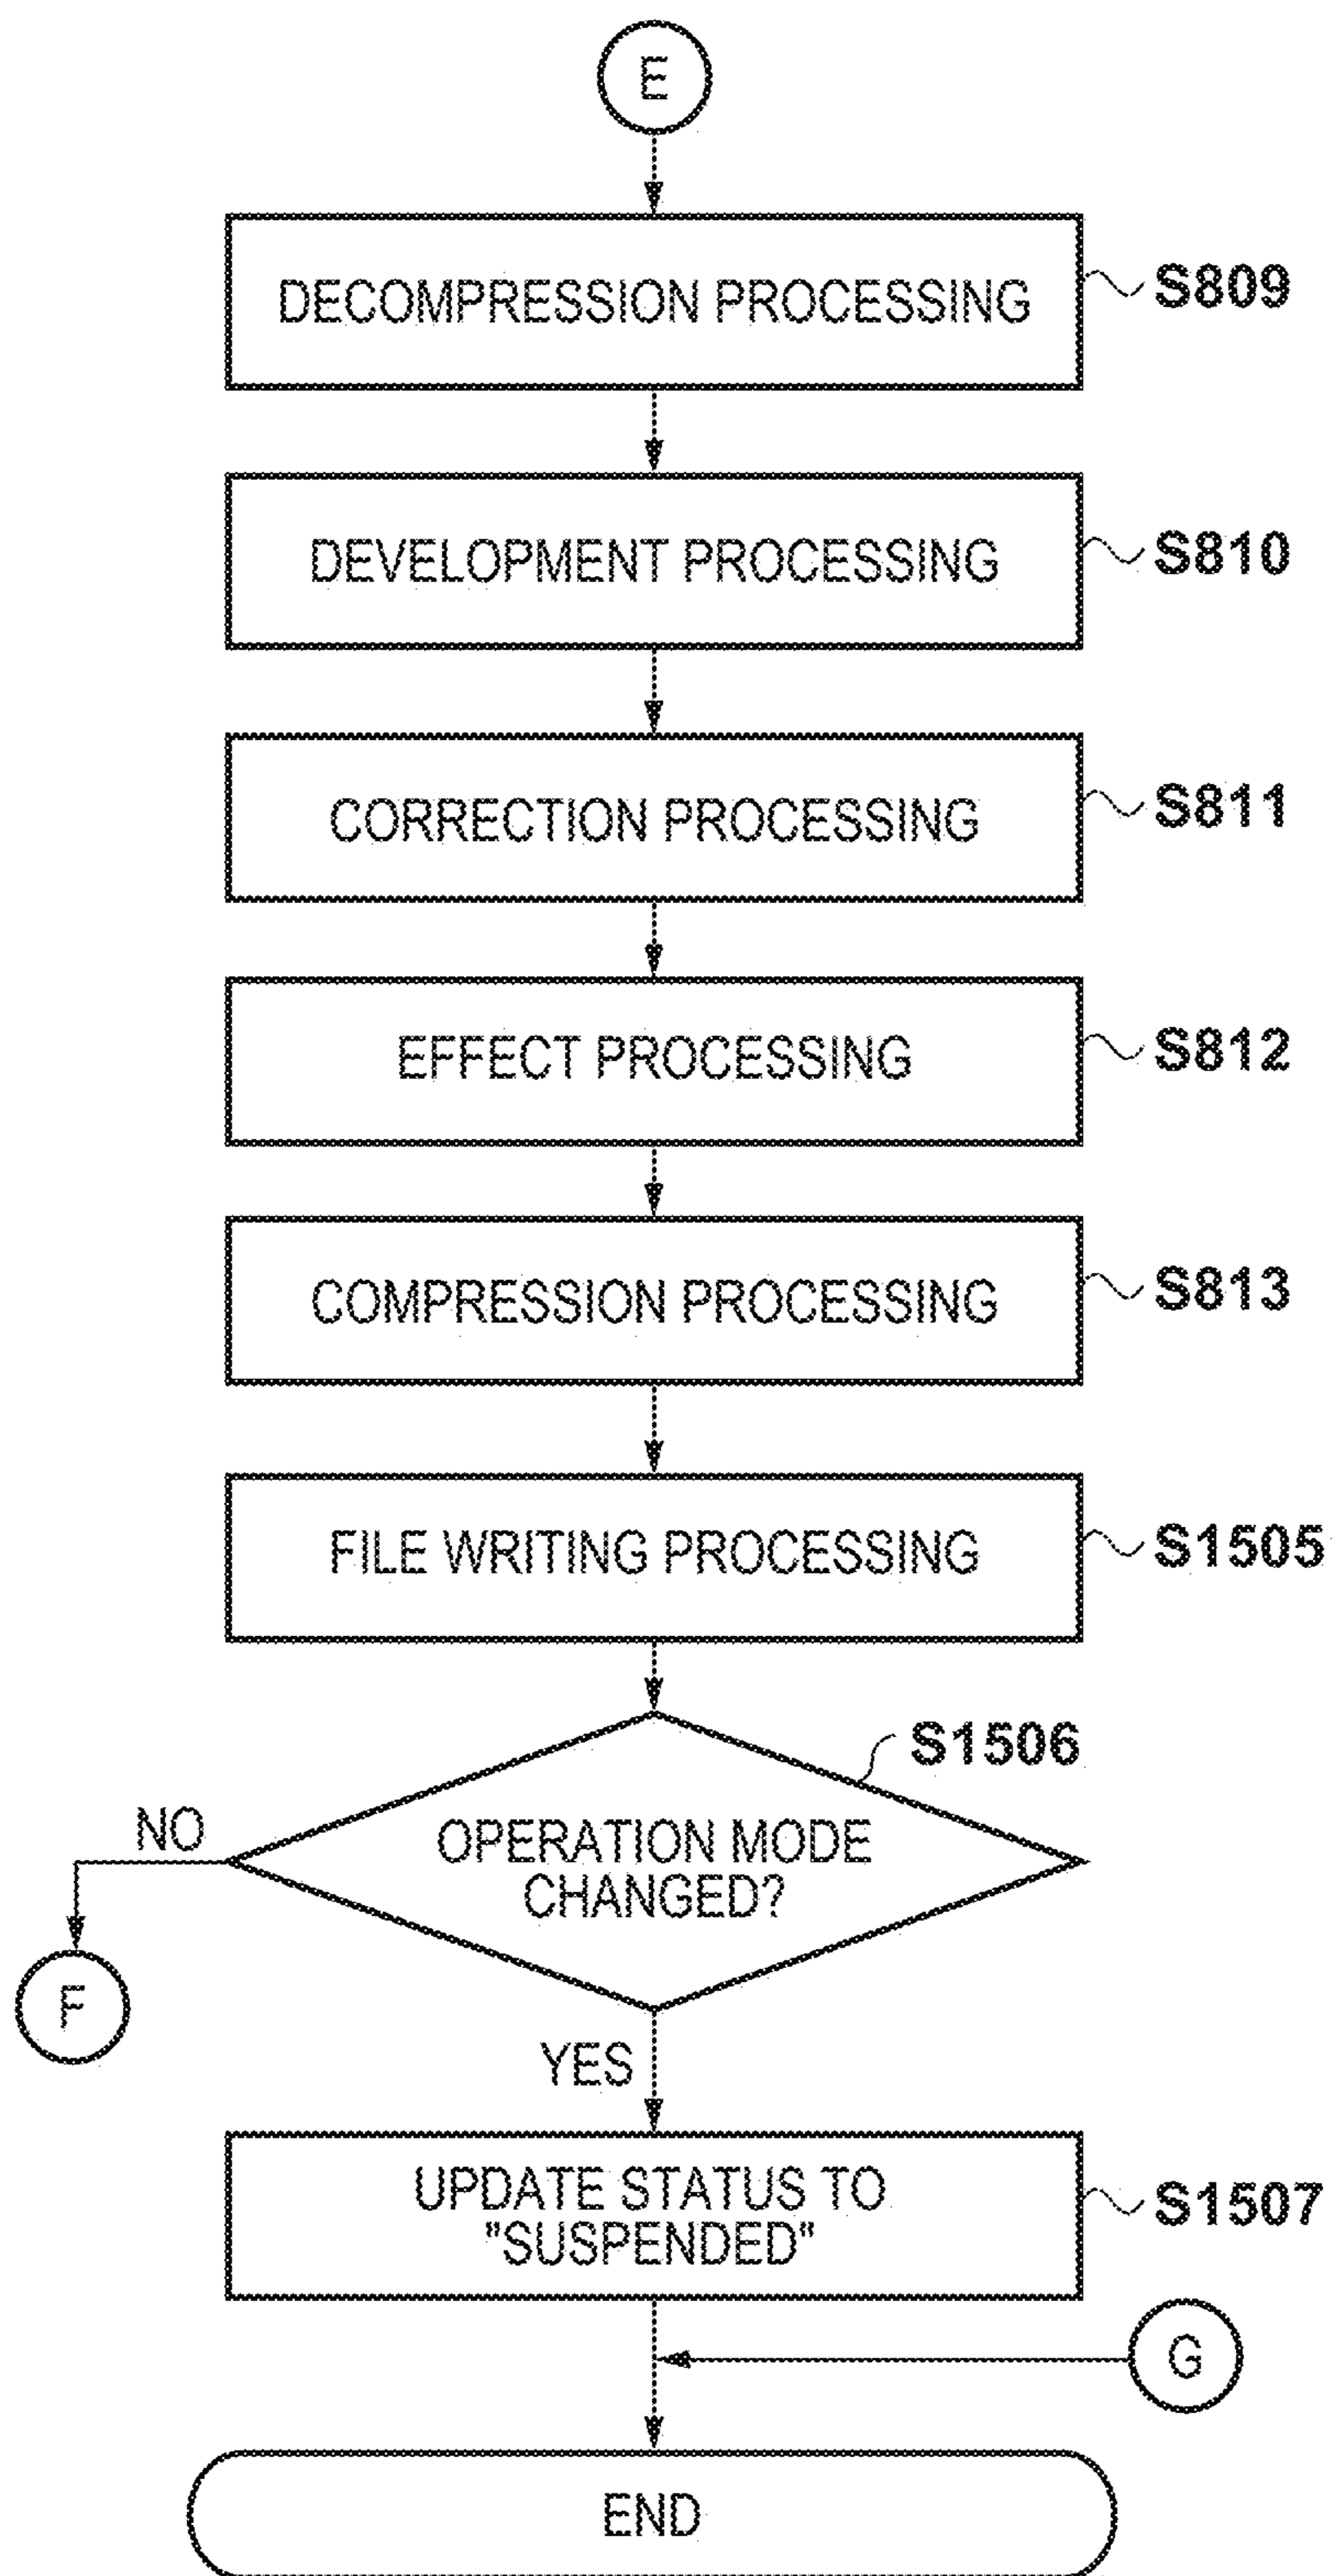 E
DECOMPRESSION PROCESSING
S809
DEVELOPMENT PROCESSING
S810
CORRECTION PROCESSING
S811
EFFECT PROCESSING
S812
COMPRESSION PROCESSING
S813
FILE WRITING PROCESSING
S1505
S1506
OPERATION MODE
CHANGED?
NO
F
YES
UPDATE STATUS TO
"SUSPENDED"
S1507
G
END